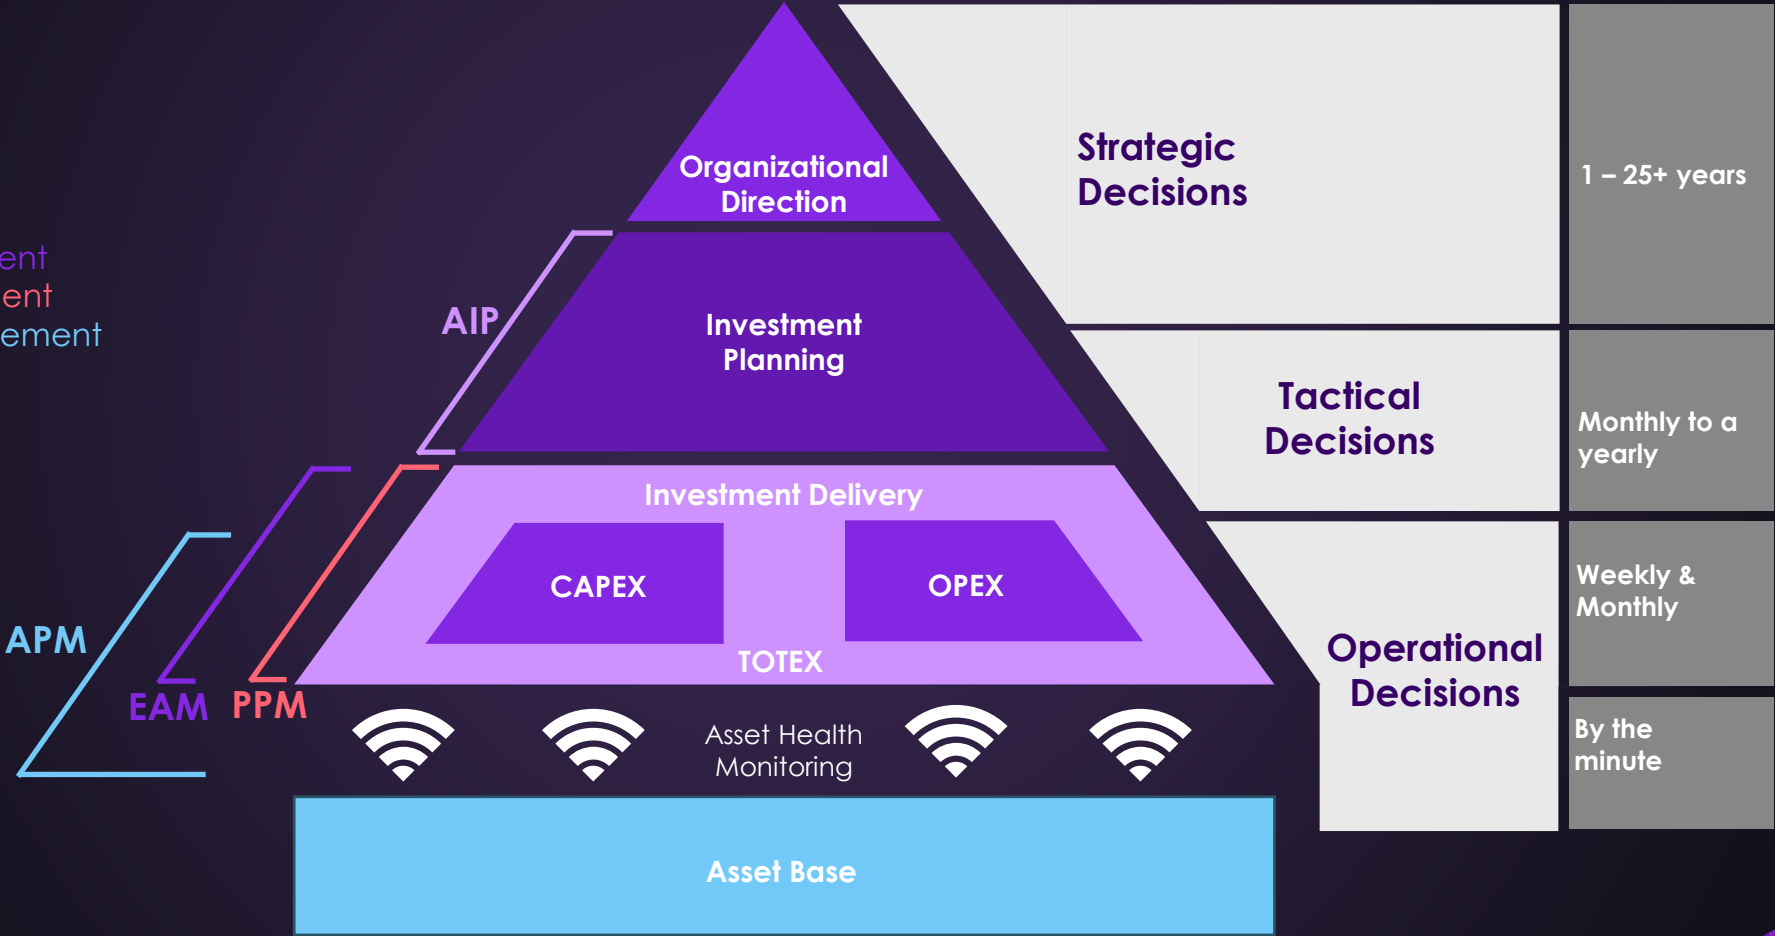 Organizational
Direction
Strategic
Decisions
1 – 25+ years
ent
ent
ement
AIP
Investment
Planning
Tactical
Decisions
Monthly to a
yearly
Investment Delivery
CAPEX
OPEX
TOTEX
Weekly &
Monthly
APM
EAM
PPM
Operational
Decisions
Asset Health
Monitoring
By the
minute
Asset Base